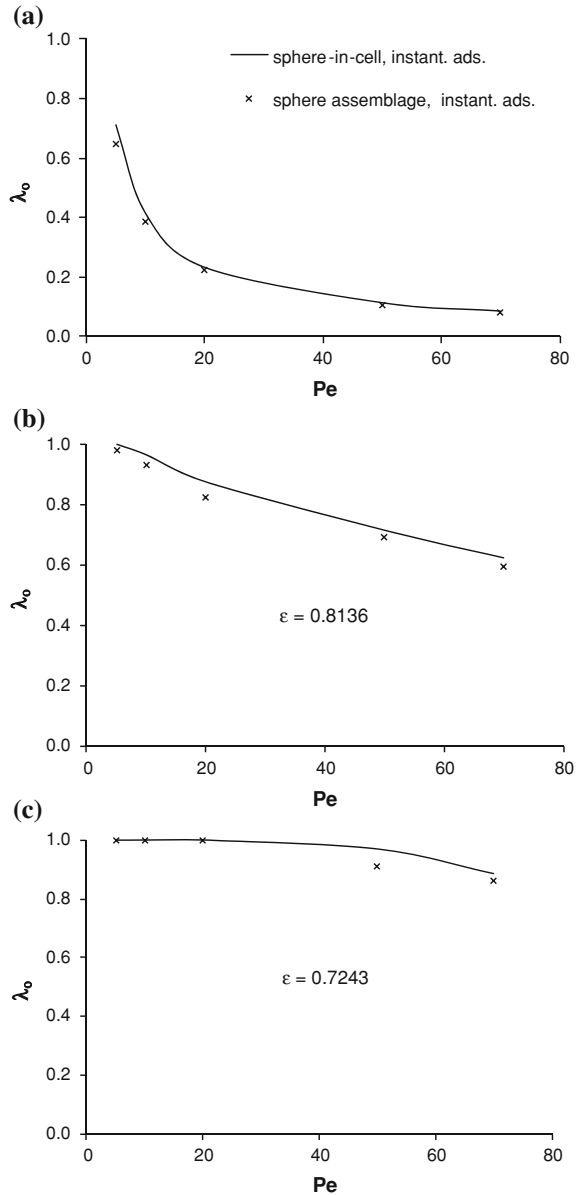 (a)
1.0
sphere-in-cell, instant. ads.
0.8
× sphere assemblage, instant. ads.
0.6
λo
0.4
0.2
0.0
0 20 40 60 80
Pe
(b)
1.0
0.8
0.6
λo
ε = 0.8136
0.4
0.2
0.0
0 20 40 60 80
Pe
(c)
1.0
0.8
0.6
λo
ε = 0.7243
0.4
0.2
0.0
0 20 40 60 80
Pe